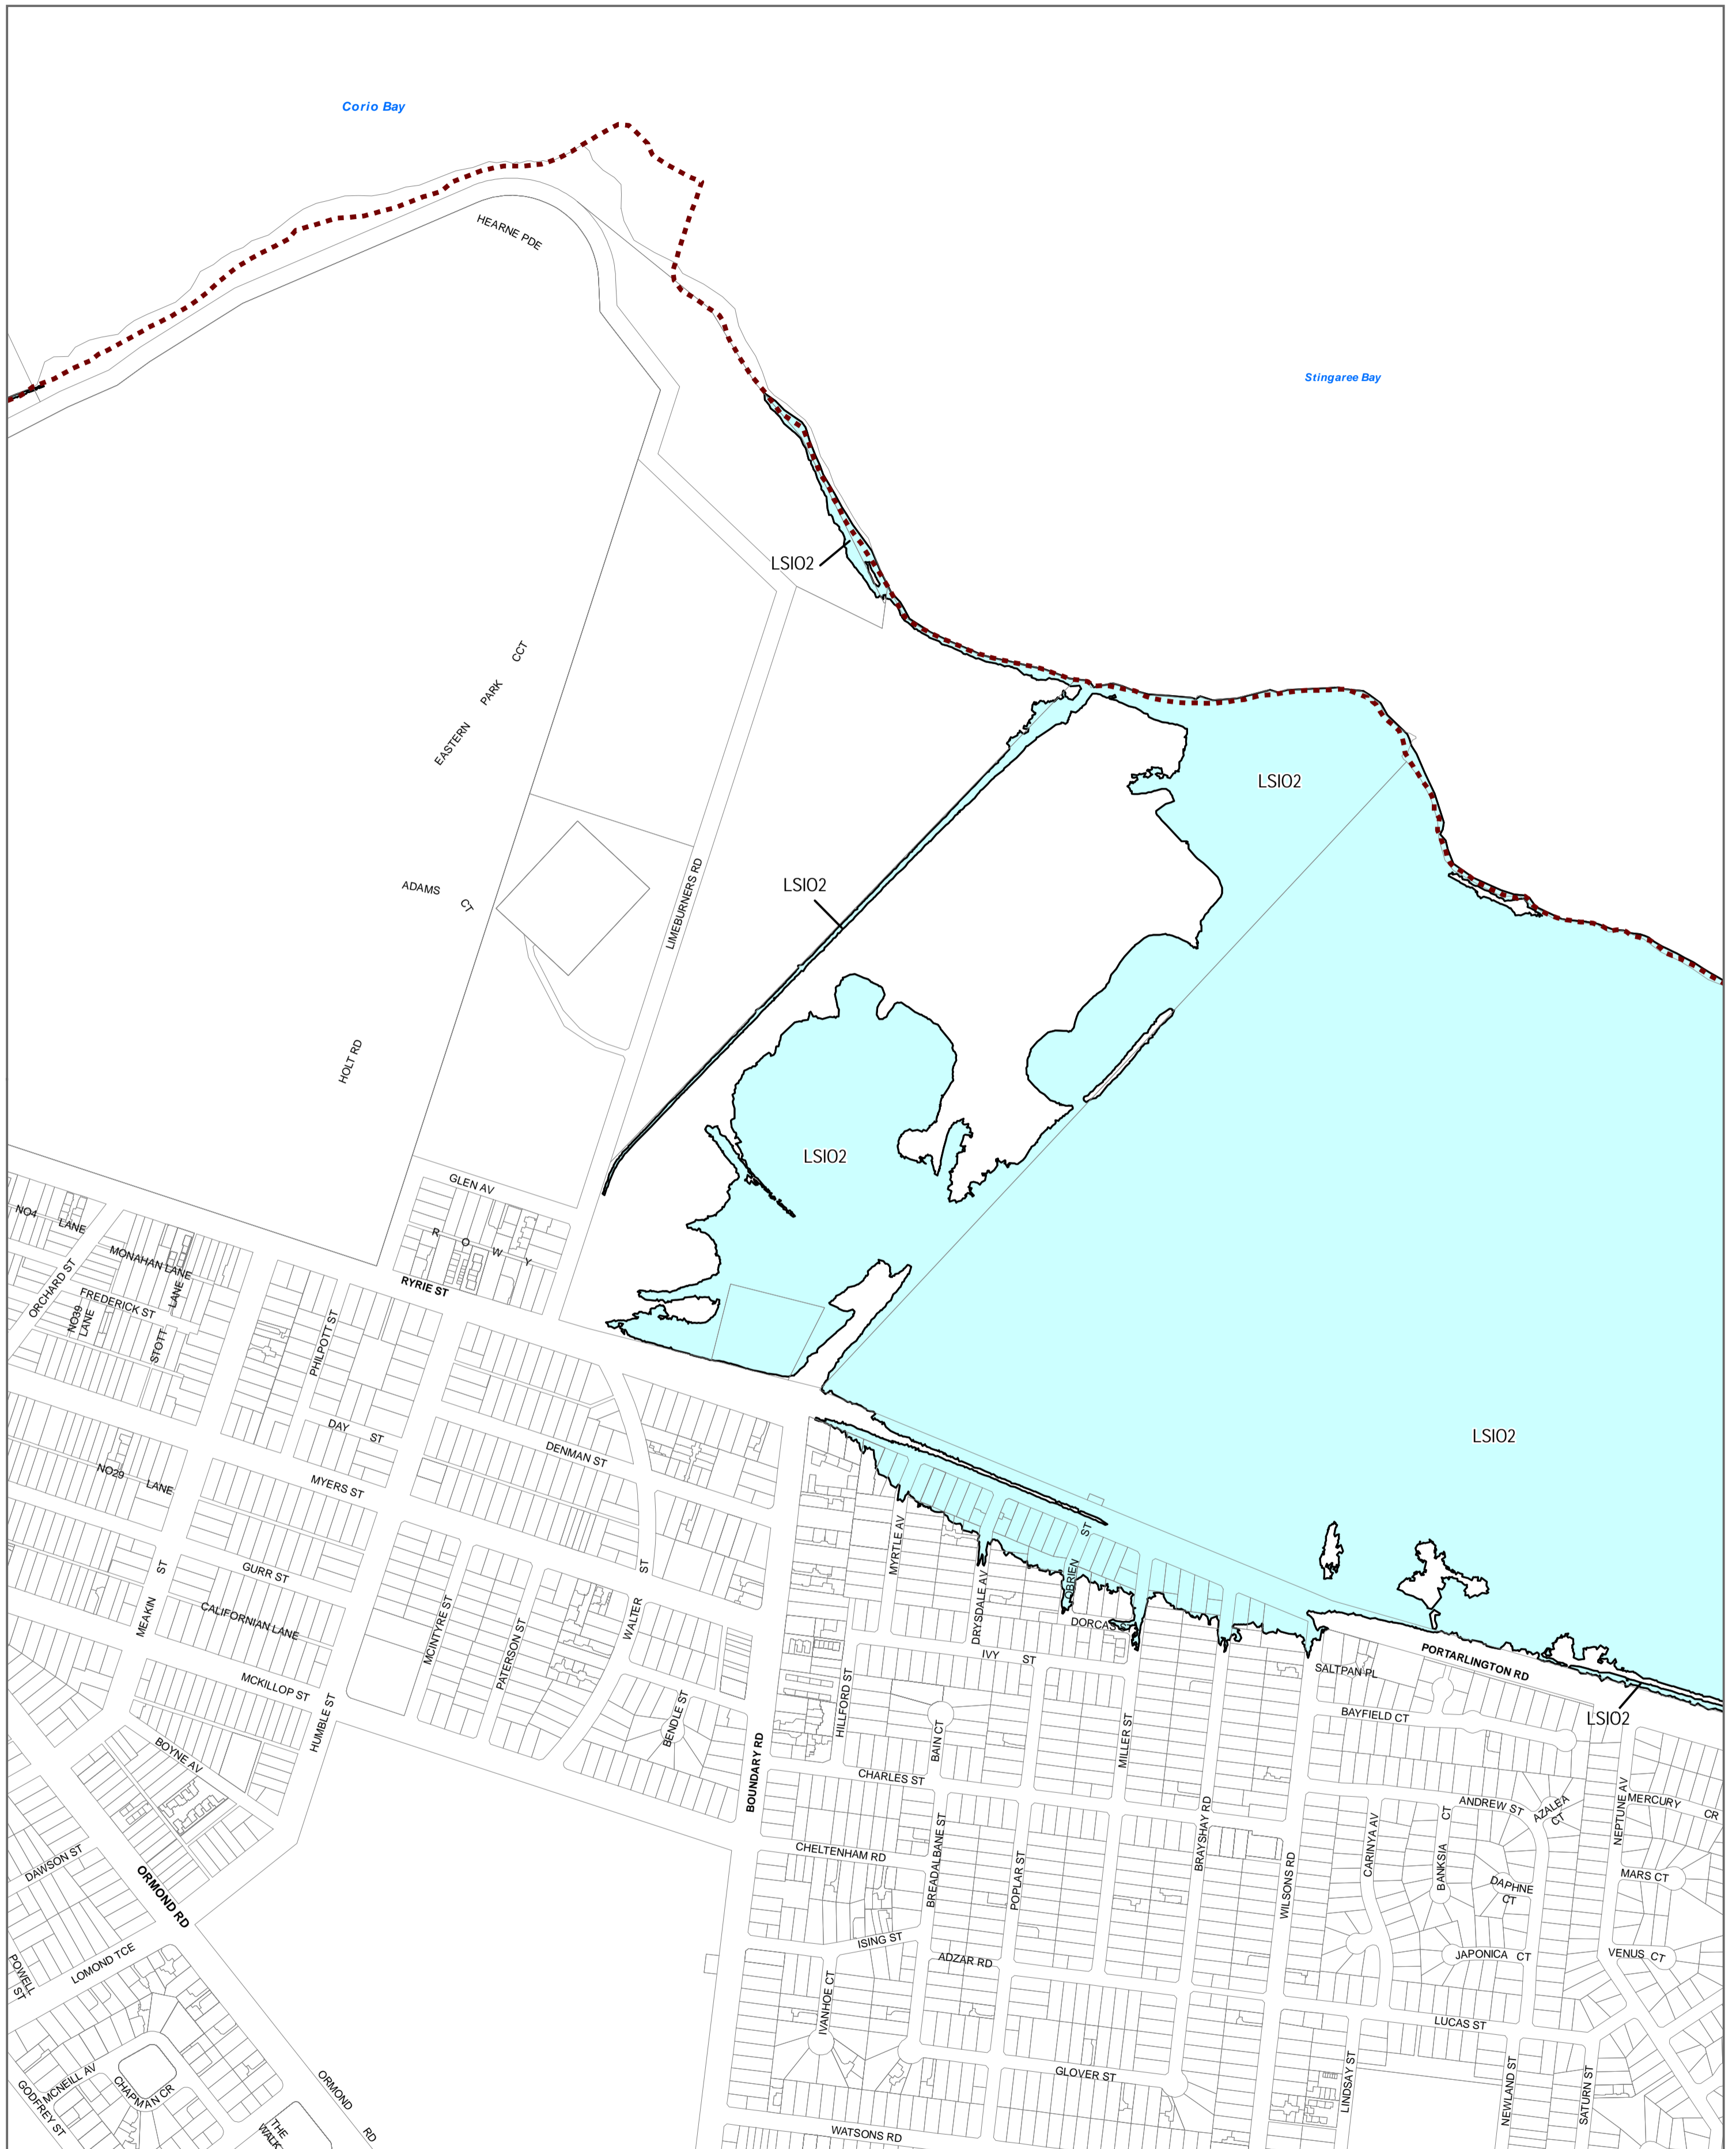 Corio Bay
HEARNE PDE
Stingaree Bay
LSIO2
EASTERN PARK CCT
LSIO2
LSIO2
ADAMS CT
LIMEBURNERS RD
HOLT RD
LSIO2
GLEN AV
NO4 LANE
ROWY
MONAHAN LANE
ORCHARD ST
RYRIE ST
FREDERICK ST
NO39 LANE
STOTT LANE
PHILPOTT ST
DAY ST
DENMAN ST
LSIO2
NO29 LANE
MYERS ST
MYRTLE AV
OBRIEN ST
GURR ST
MEAKIN ST
CALIFORNIAN LANE
MCINTYRE ST
PATERSON ST
WALTER ST
DRYSDALE AV
DORCAS S
IVY ST
PORTARLINGTON RD
SALTPAN PL
MCKILLOP ST
HUMBLE ST
BENDLE ST
HILLFORD ST
BAIN CT
MILLER ST
BAYFIELD CT
LSIO2
BOYNE AV
BOUNDARY RD
CHARLES ST
ANDREW ST
AZALEA CT
NEPTUNE AV
MERCURY CR
CHELTENHAM RD
BREADALBANE ST
POPLAR ST
BRAYSHAY RD
WILSONS RD
CARINYA AV
BANKSIA CT
DAPHNE CT
MARS CT
DAWSON ST
ORMOND RD
ISING ST
ADZAR RD
JAPONICA CT
VENUS CT
POWELL ST
LOMOND TCE
IVANHOE CT
LUCAS ST
MCNEILL AV
CHAPMAN CR
GODFREY ST
ORMOND RD
GLOVER ST
LINDSAY ST
NEWLAND ST
SATURN ST
THE WALK
WATSONS RD